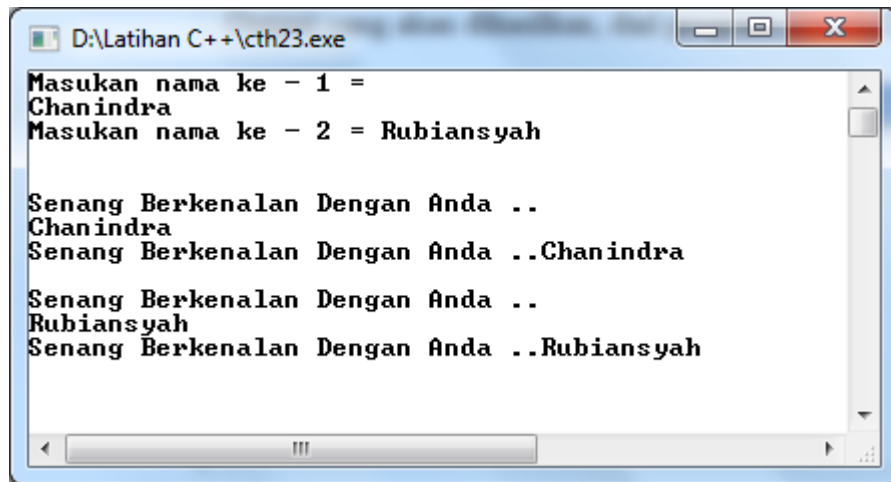 D:\Latihan C++\cth23.exe
Masukan nama ke - 1 =
Chanindra
Masukan nama ke - 2 = Rubiansyah
Senang Berkenalan Dengan Anda ..
Chanindra
Senang Berkenalan Dengan Anda ..Chanindra
Senang Berkenalan Dengan Anda ..
Rubiansyah
Senang Berkenalan Dengan Anda ..Rubiansyah